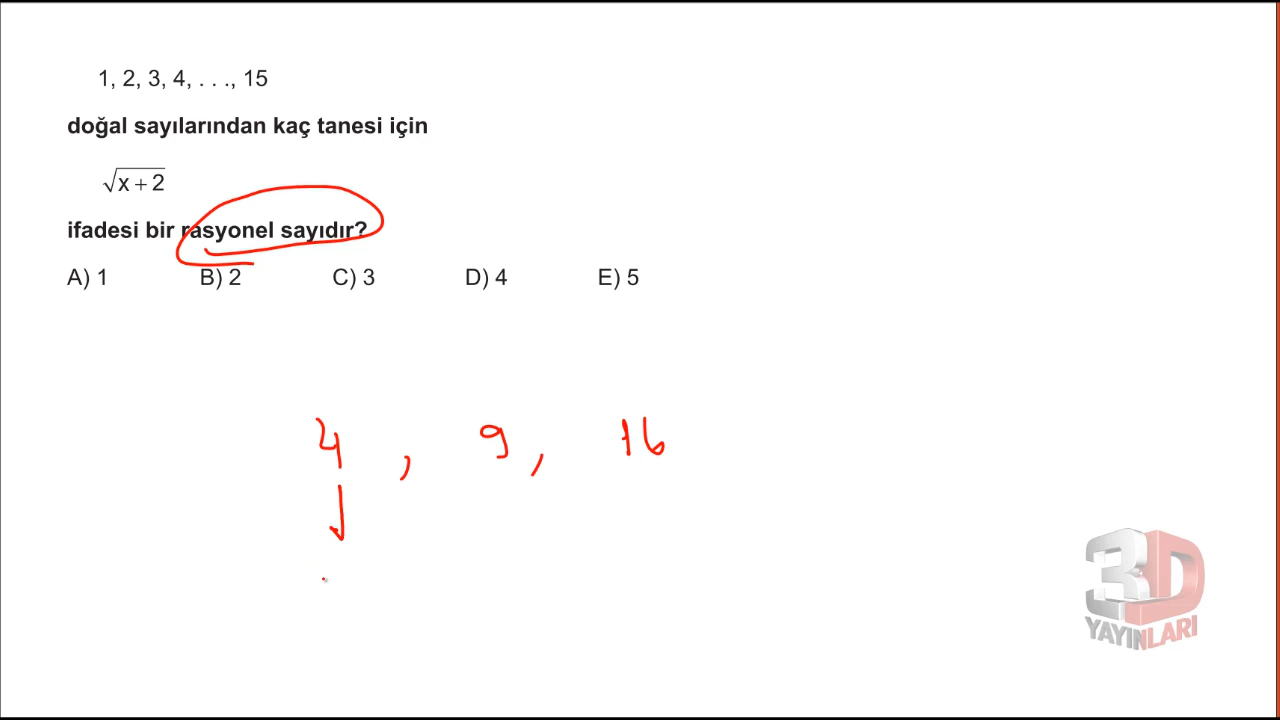 1, 2, 3, 4, . . ., 15
doğal sayılarından kaç tanesi için
√x + 2
ifadesi bir rasyonel sayıdır?
A) 1 B) 2 C) 3 D) 4 E) 5
4 , 9 , 16
3D
YAYINLARI